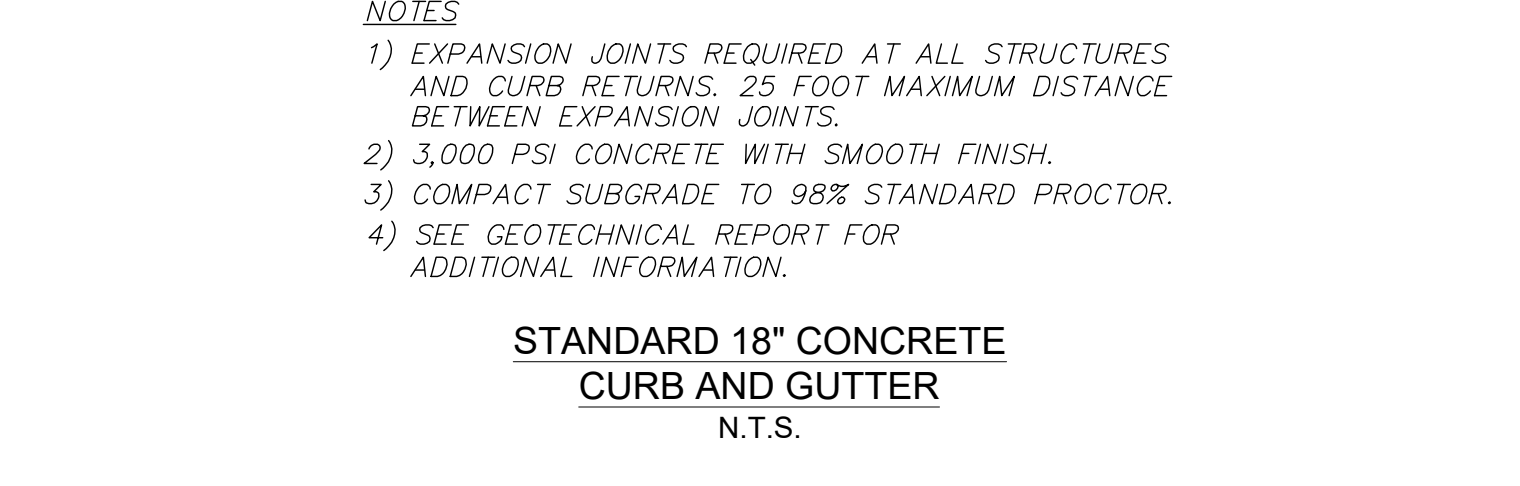 NOTES
1) EXPANSION JOINTS REQUIRED AT ALL STRUCTURES
AND CURB RETURNS. 25 FOOT MAXIMUM DISTANCE
BETWEEN EXPANSION JOINTS.
2) 3,000 PSI CONCRETE WITH SMOOTH FINISH.
3) COMPACT SUBGRADE TO 98% STANDARD PROCTOR.
4) SEE GEOTECHNICAL REPORT FOR
ADDITIONAL INFORMATION.
STANDARD 18" CONCRETE
CURB AND GUTTER
N.T.S.